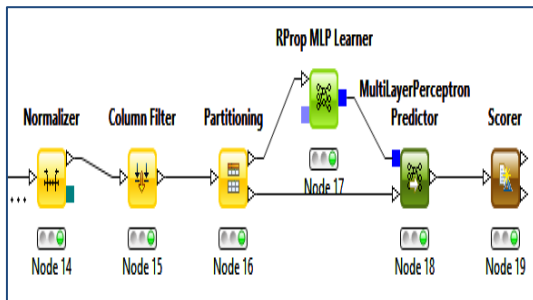 RProp MLP Learner
MultiLayerPerceptron
Normalizer
Column Filter
Partitioning
Predictor
Scorer
Node 17
...
Node 14
Node 15
Node 16
Node 18
Node 19